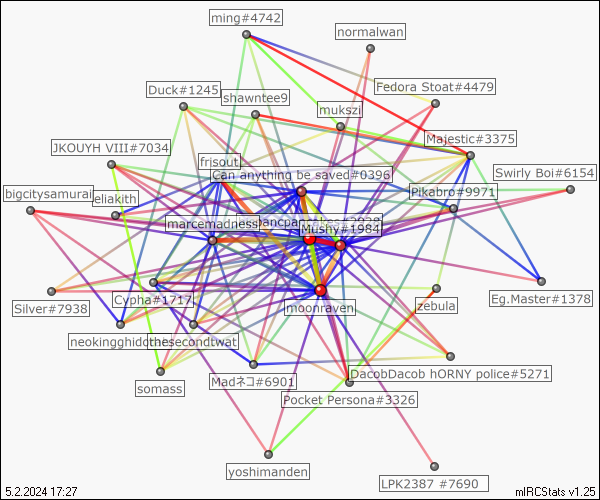 ming#4742
normalwan
Fedora Stoat#4479
Duck#1245
shawntee9
mukszi
Majestic#3375
JKOUYH VIII#7034
frisout
Can anything be saved#0396
Swirly Boi#6154
bigcitysamurai
eliakith
Pikabro#9971
marcemadness
Mushy#1984
Silver#7938
Cypha#1717
moonraven
zebula
Eg.Master#1378
neokingghidorhes
thesecondtwat
DacobDacob hORNY police#5271
somass
Madネコ#6901
Pocket Persona#3326
yoshimanden
LPK2387 #7690
5.2.2024 17:27
mIRCStats v1.25